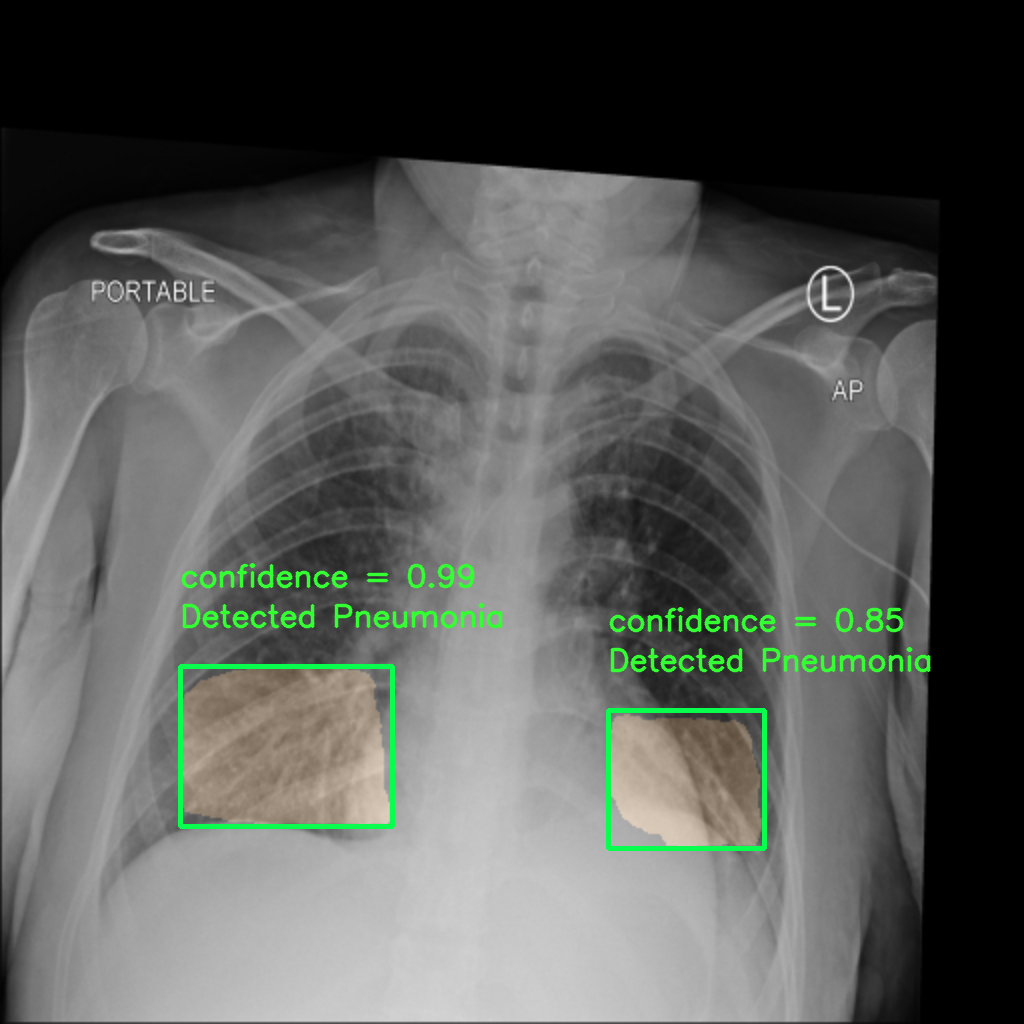 PORTABLE
L
AP
confidence = 0.99
Detected Pneumonia
confidence = 0.85
Detected Pneumonia